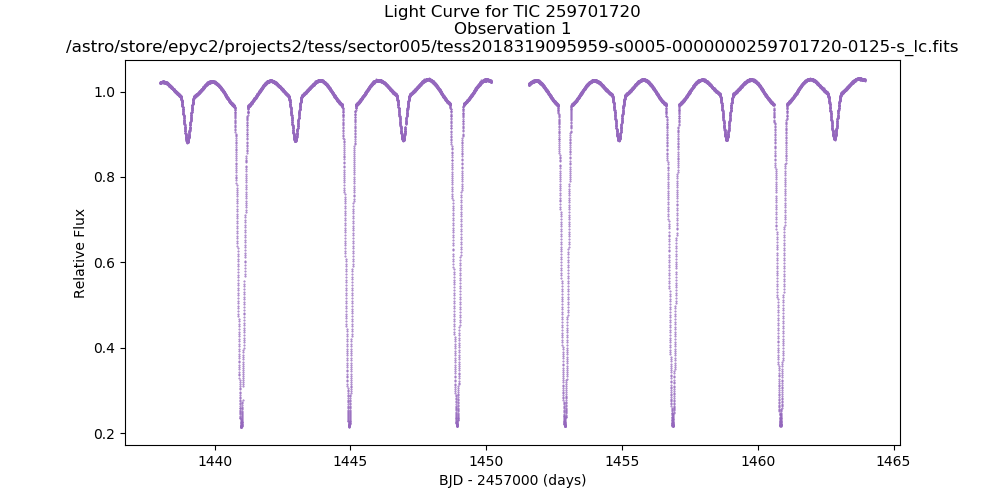 Light Curve for TIC 259701720
Observation 1
/astro/store/epyc2/projects2/tess/sector005/tess2018319095959-s0005-0000000259701720-0125-s_lc.fits
1.0
0.8
0.6
0.4
0.2
Relative Flux
1440
1445
1450
1455
1460
1465
BJD - 2457000 (days)